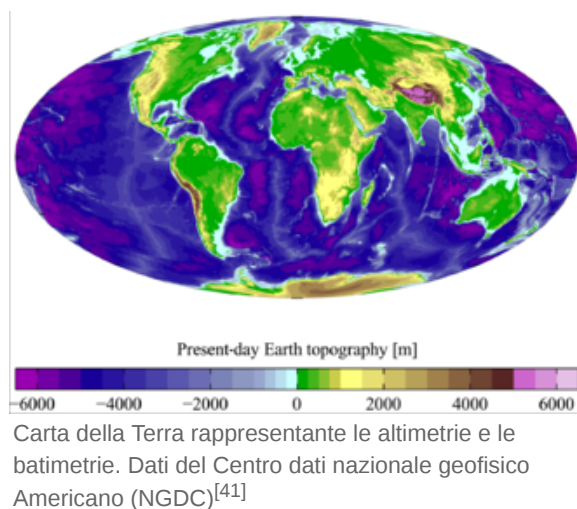 Present-day Earth topography [m]
−6000 −4000 −2000 0 2000 4000 6000
Carta della Terra rappresentante le altimetrie e le
batimetrie. Dati del Centro dati nazionale geofisico
Americano (NGDC)[41]